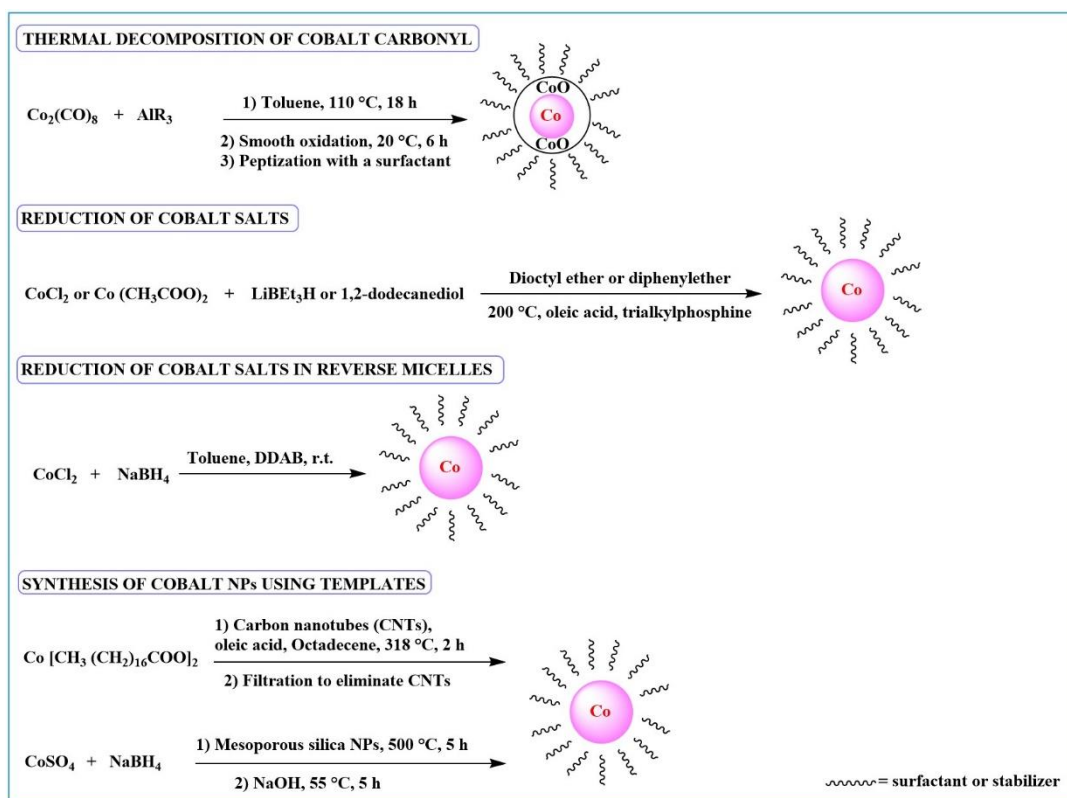 THERMAL DECOMPOSITION OF COBALT CARBONYL
Co₂(CO)₈ + AlR₃
1) Toluene, 110 °C, 18 h
2) Smooth oxidation, 20 °C, 6 h
3) Peptization with a surfactant
CoO
Co
CoO
REDUCTION OF COBALT SALTS
CoCl₂ or Co (CH₃COO)₂ + LiBEt₃H or 1,2-dodecanediol
Dioctyl ether or diphenylether
200 °C, oleic acid, trialkylphosphine
Co
REDUCTION OF COBALT SALTS IN REVERSE MICELLES
CoCl₂ + NaBH₄
Toluene, DDAB, r.t.
Co
SYNTHESIS OF COBALT NPs USING TEMPLATES
Co [CH₃ (CH₂)₁₆COO]₂
1) Carbon nanotubes (CNTs),
oleic acid, Octadecene, 318 °C, 2 h
2) Filtration to eliminate CNTs
CoSO₄ + NaBH₄
1) Mesoporous silica NPs, 500 °C, 5 h
2) NaOH, 55 °C, 5 h
Co
= surfactant or stabilizer